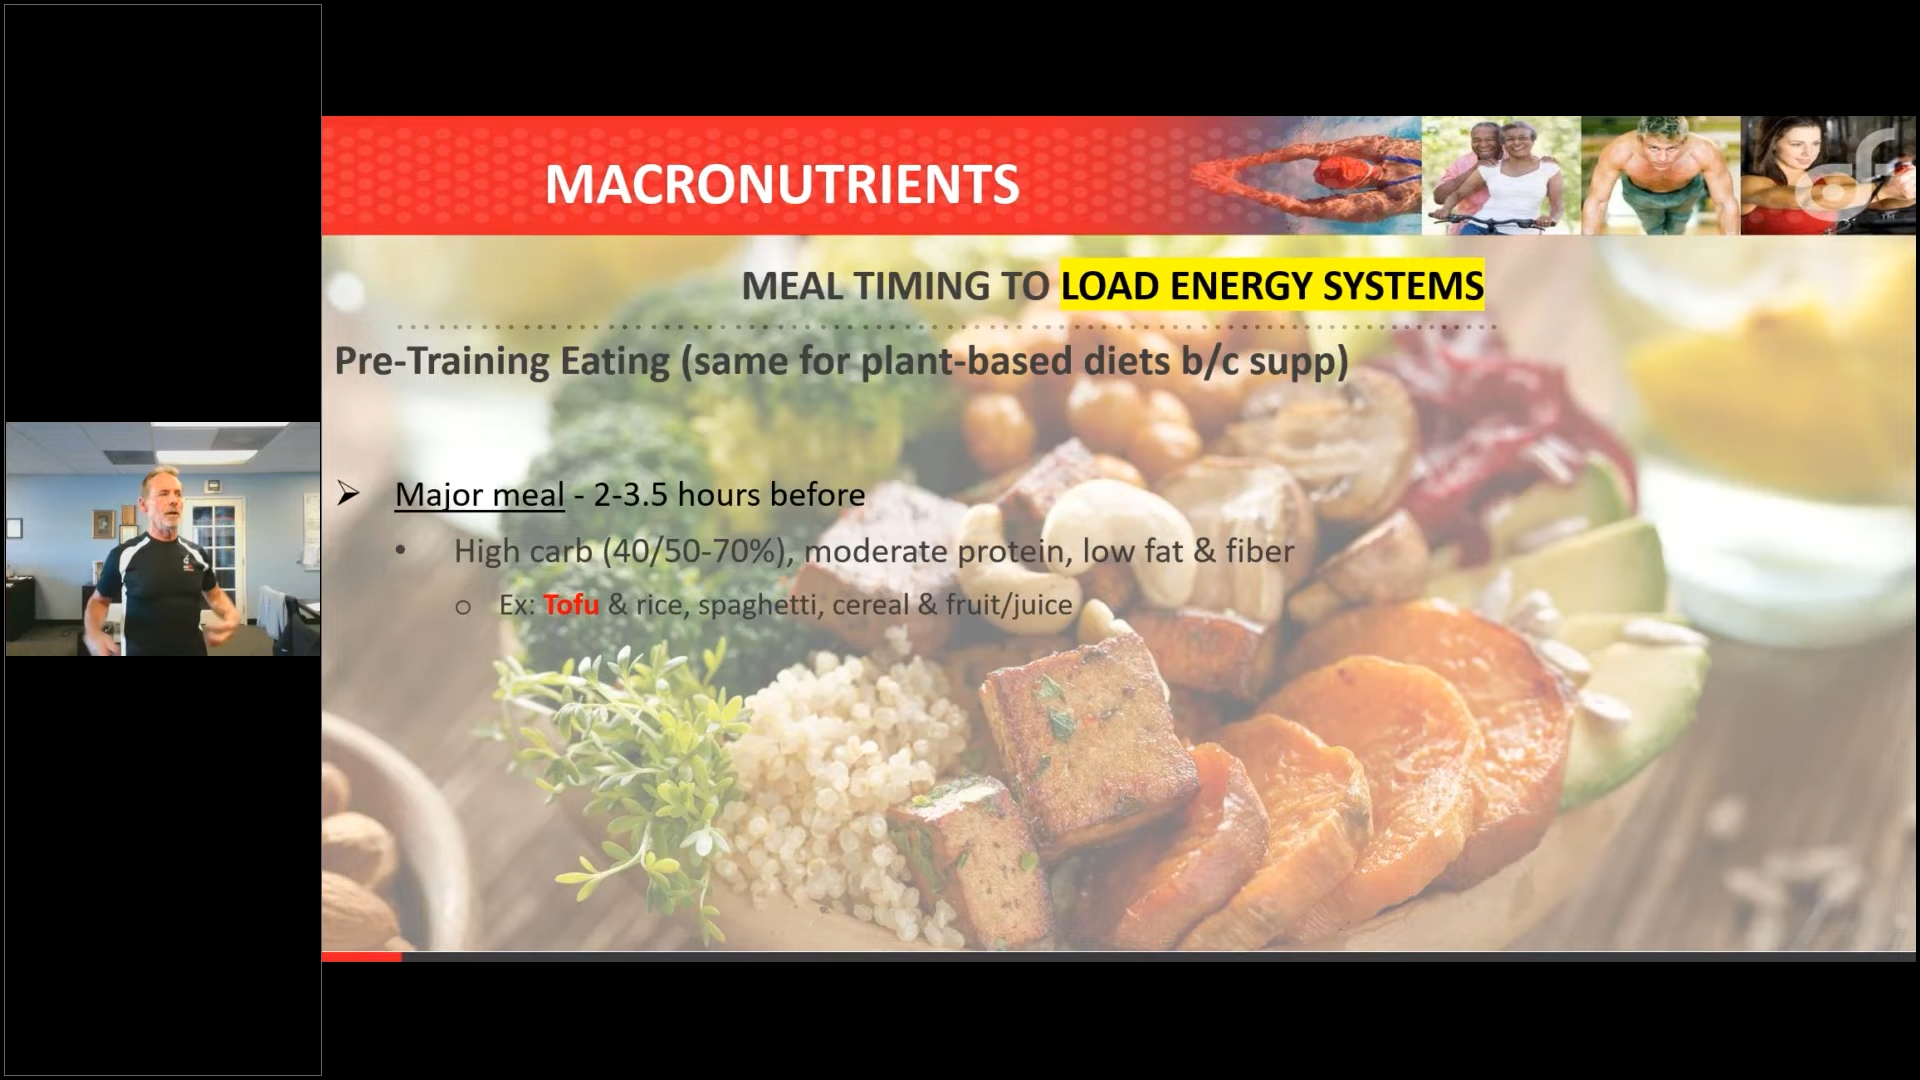 MACRONUTRIENTS
df
TM
MEAL TIMING TO LOAD ENERGY SYSTEMS
Pre-Training Eating (same for plant-based diets b/c supp)
➢ Major meal - 2-3.5 hours before
• High carb (40/50-70%), moderate protein, low fat & fiber
o Ex: Tofu & rice, spaghetti, cereal & fruit/juice